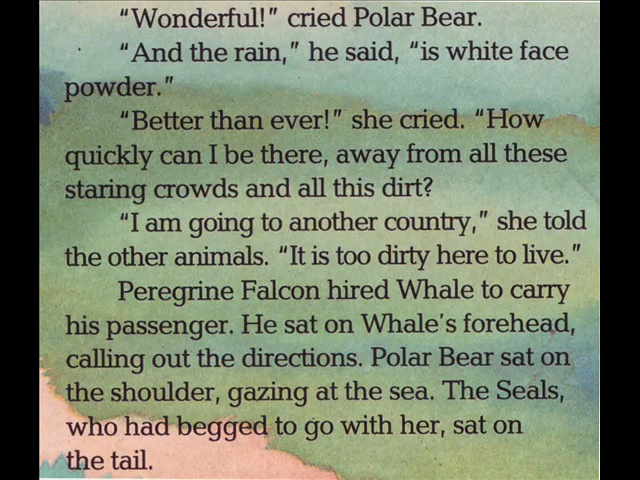 “Wonderful!” cried Polar Bear.
“And the rain,” he said, “is white face
powder.”
“Better than ever!” she cried. “How
quickly can I be there, away from all these
staring crowds and all this dirt?
“I am going to another country,” she told
the other animals. “It is too dirty here to live.”
Peregrine Falcon hired Whale to carry
his passenger. He sat on Whale’s forehead,
calling out the directions. Polar Bear sat on
the shoulder, gazing at the sea. The Seals,
who had begged to go with her, sat on
the tail.